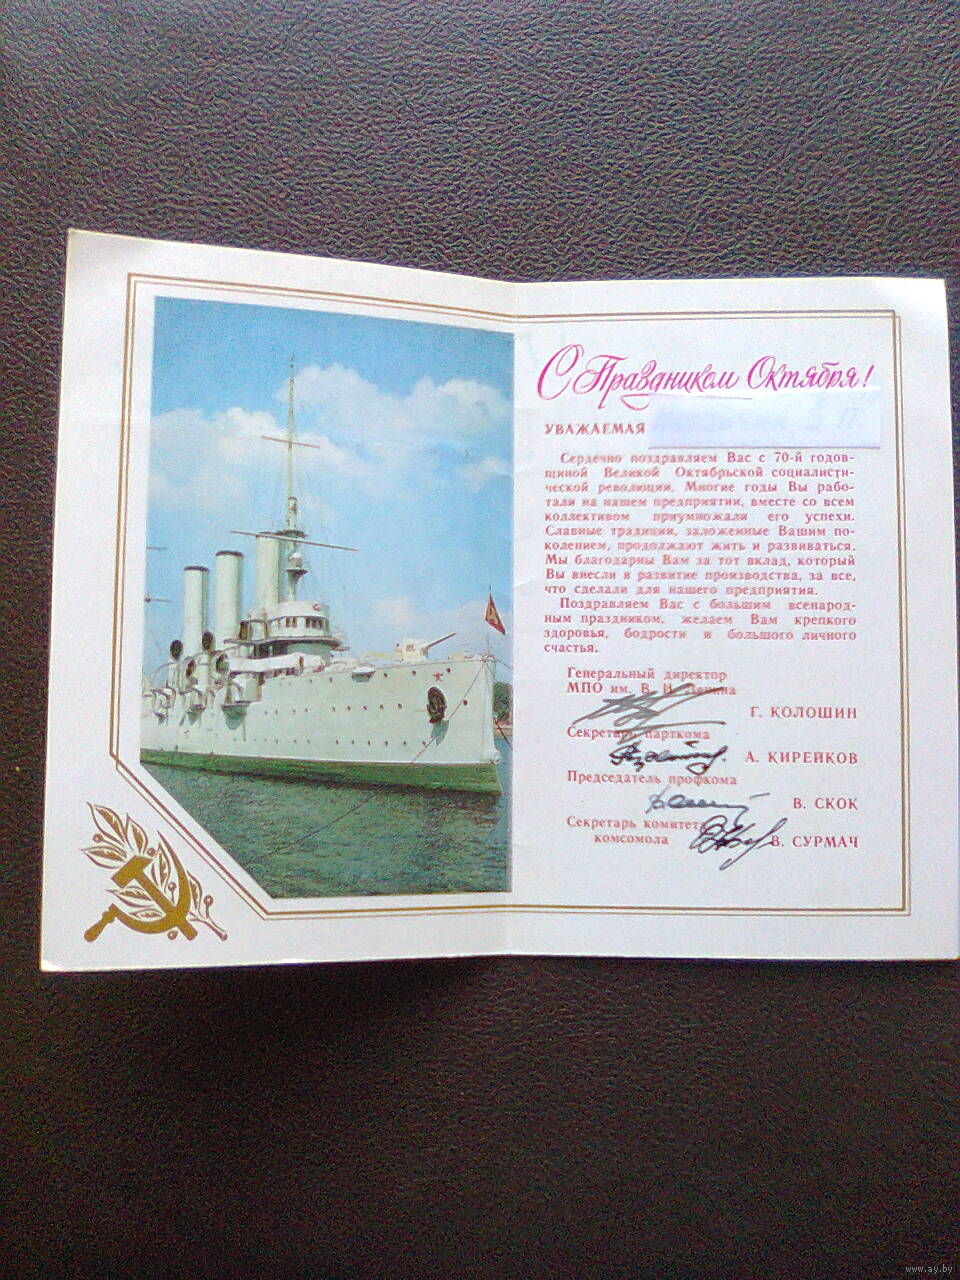 С Праздником Октября!
УВАЖАЕМАЯ
Сердечно поздравляем Вас с 70-й годов-
щиной Великой Октябрьской социалисти-
ческой революции. Многие годы Вы рабо-
тали на нашем предприятии, вместе со всем
коллективом приумножали его успехи.
Славные традиции, заложенные Вашим по-
колением, продолжают жить и развиваться.
Мы благодарны Вам за тот вклад, который
Вы внесли в развитие производства, за все,
что сделали для нашего предприятия.
Поздравляем Вас с большим всенарод-
ным праздником, желаем Вам крепкого
здоровья, бодрости и большого личного
счастья.
Генеральный директор
МПО им. В. И. Ленина
Г. КОЛОШИН
Секретарь парткома
А. КИРЕЙКОВ
Председатель профкома
В. СКОК
Секретарь комитета
комсомола В. СУРМАЧ
www.ay.by